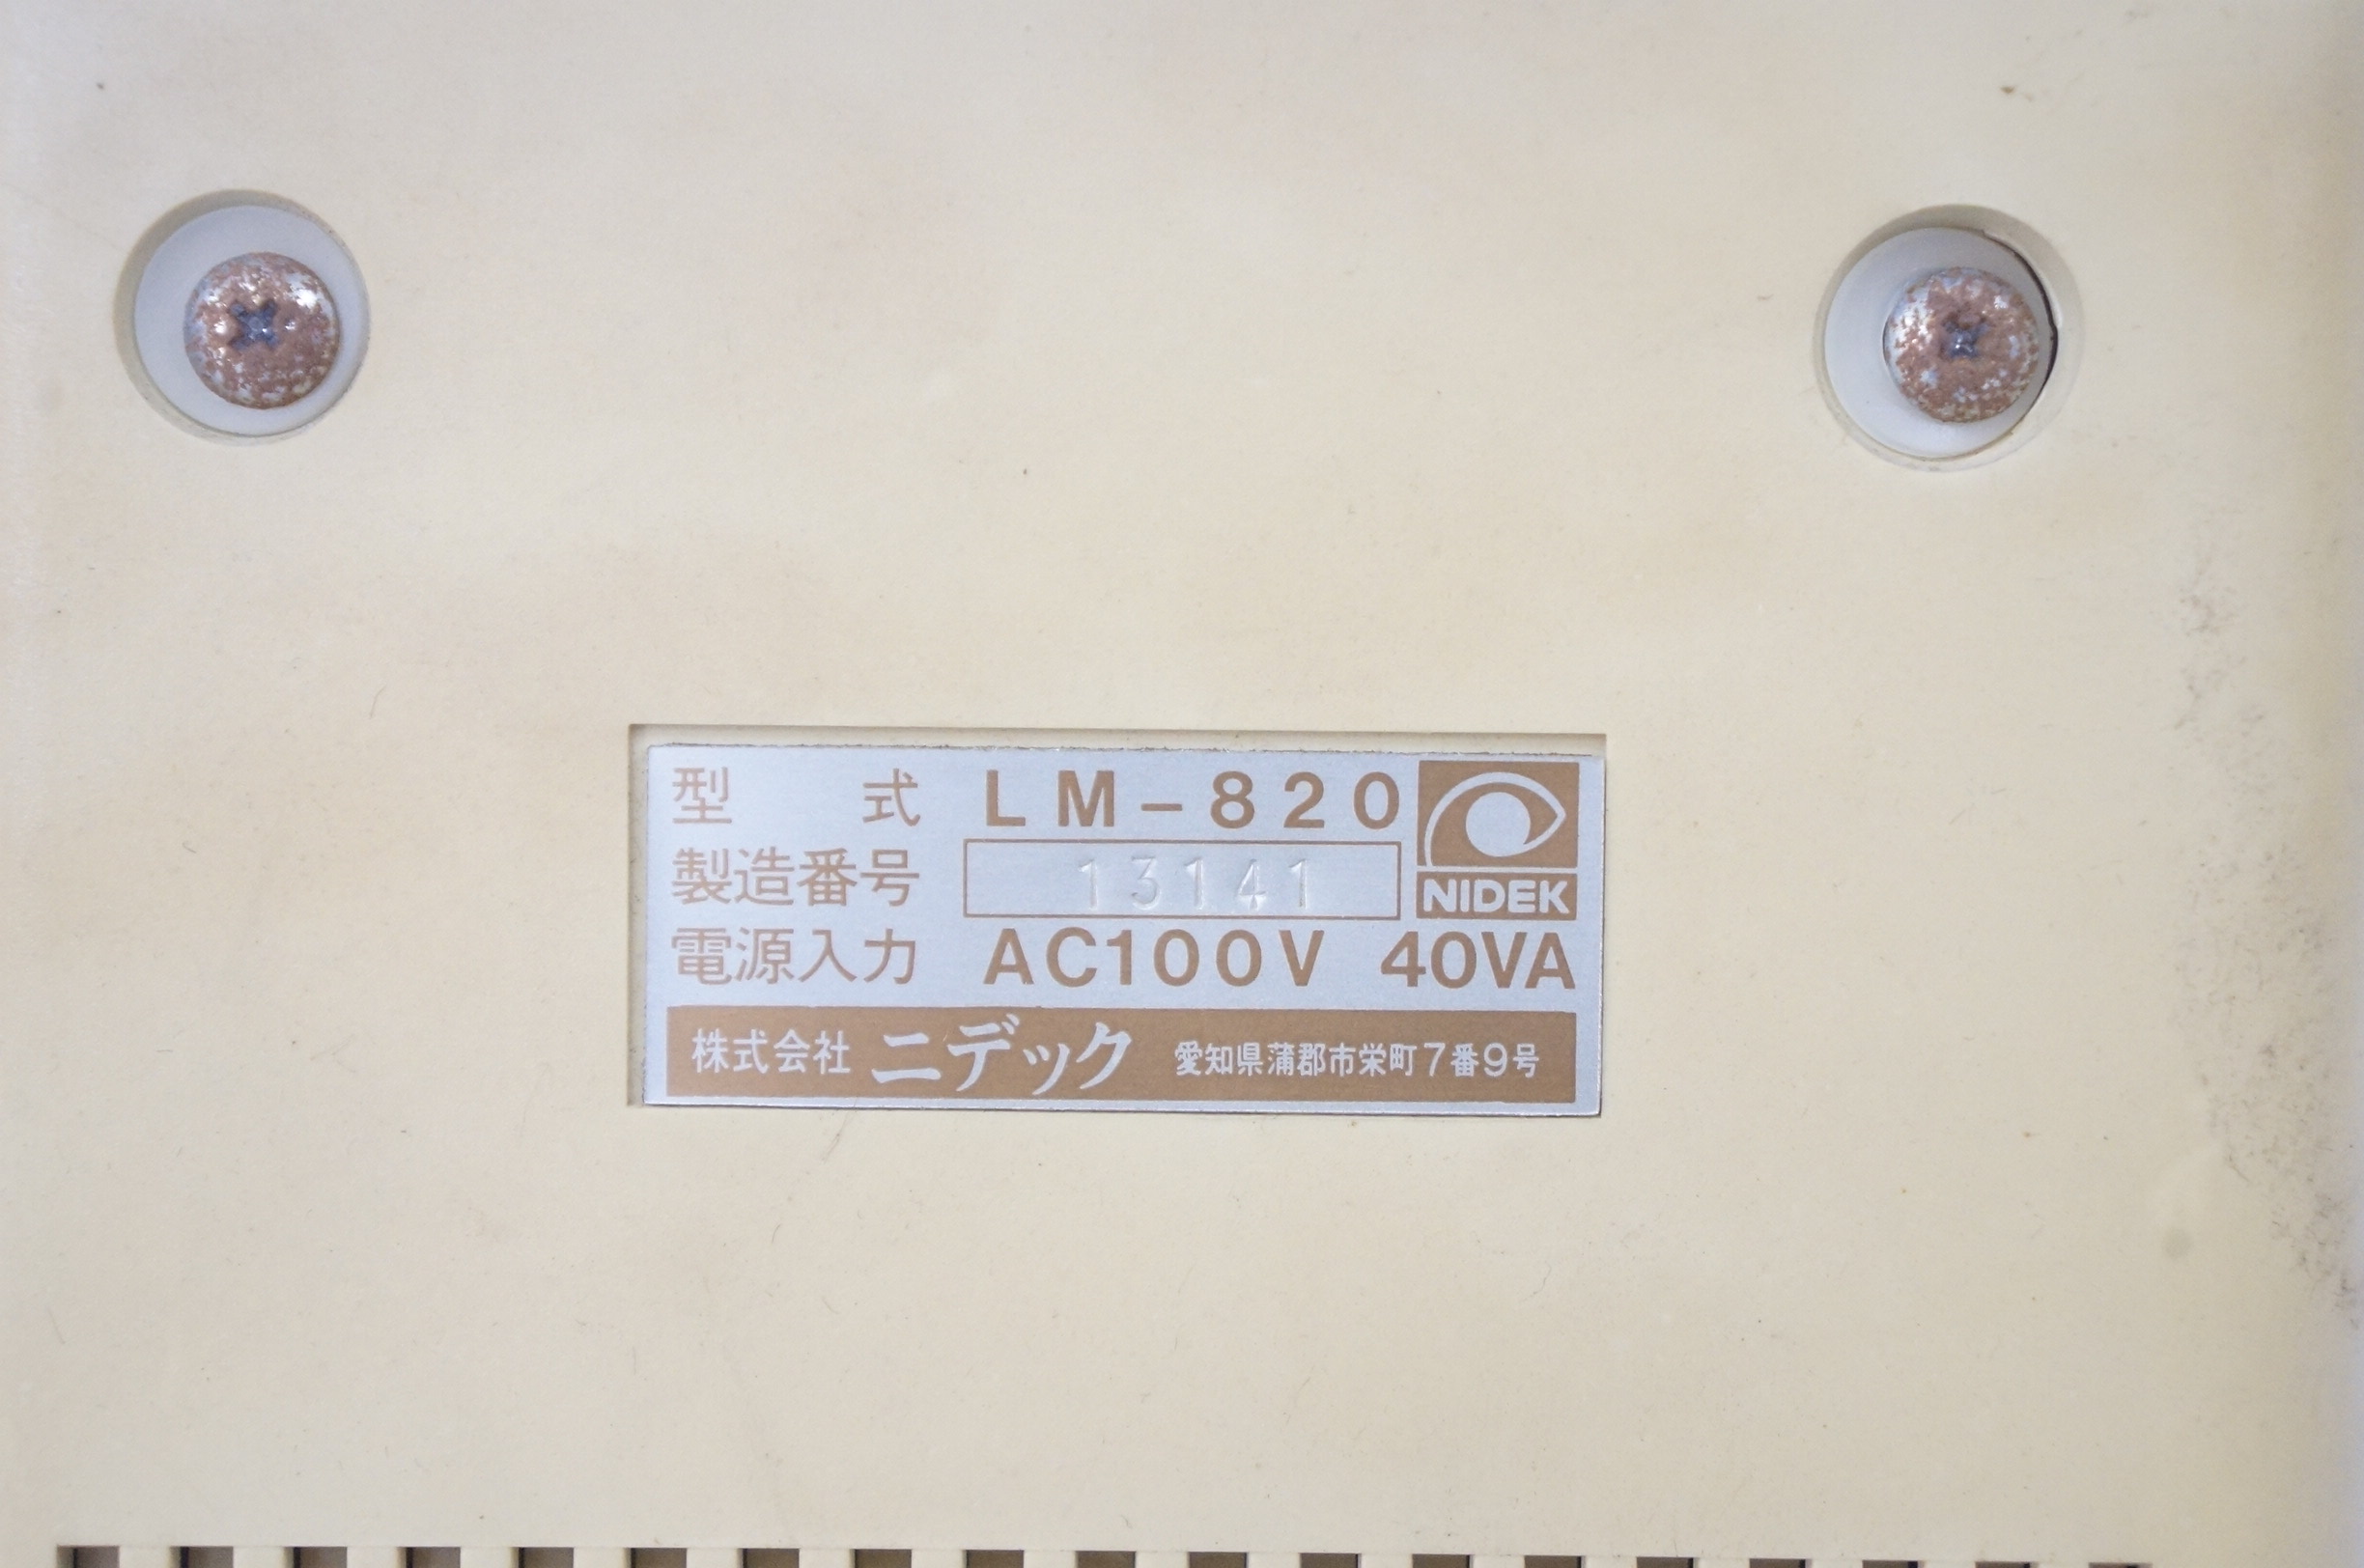 型式 LM-820
製造番号 13141
NIDEK
電源入力 AC100V 40VA
株式会社 ニデック 愛知県蒲郡市栄町7番9号